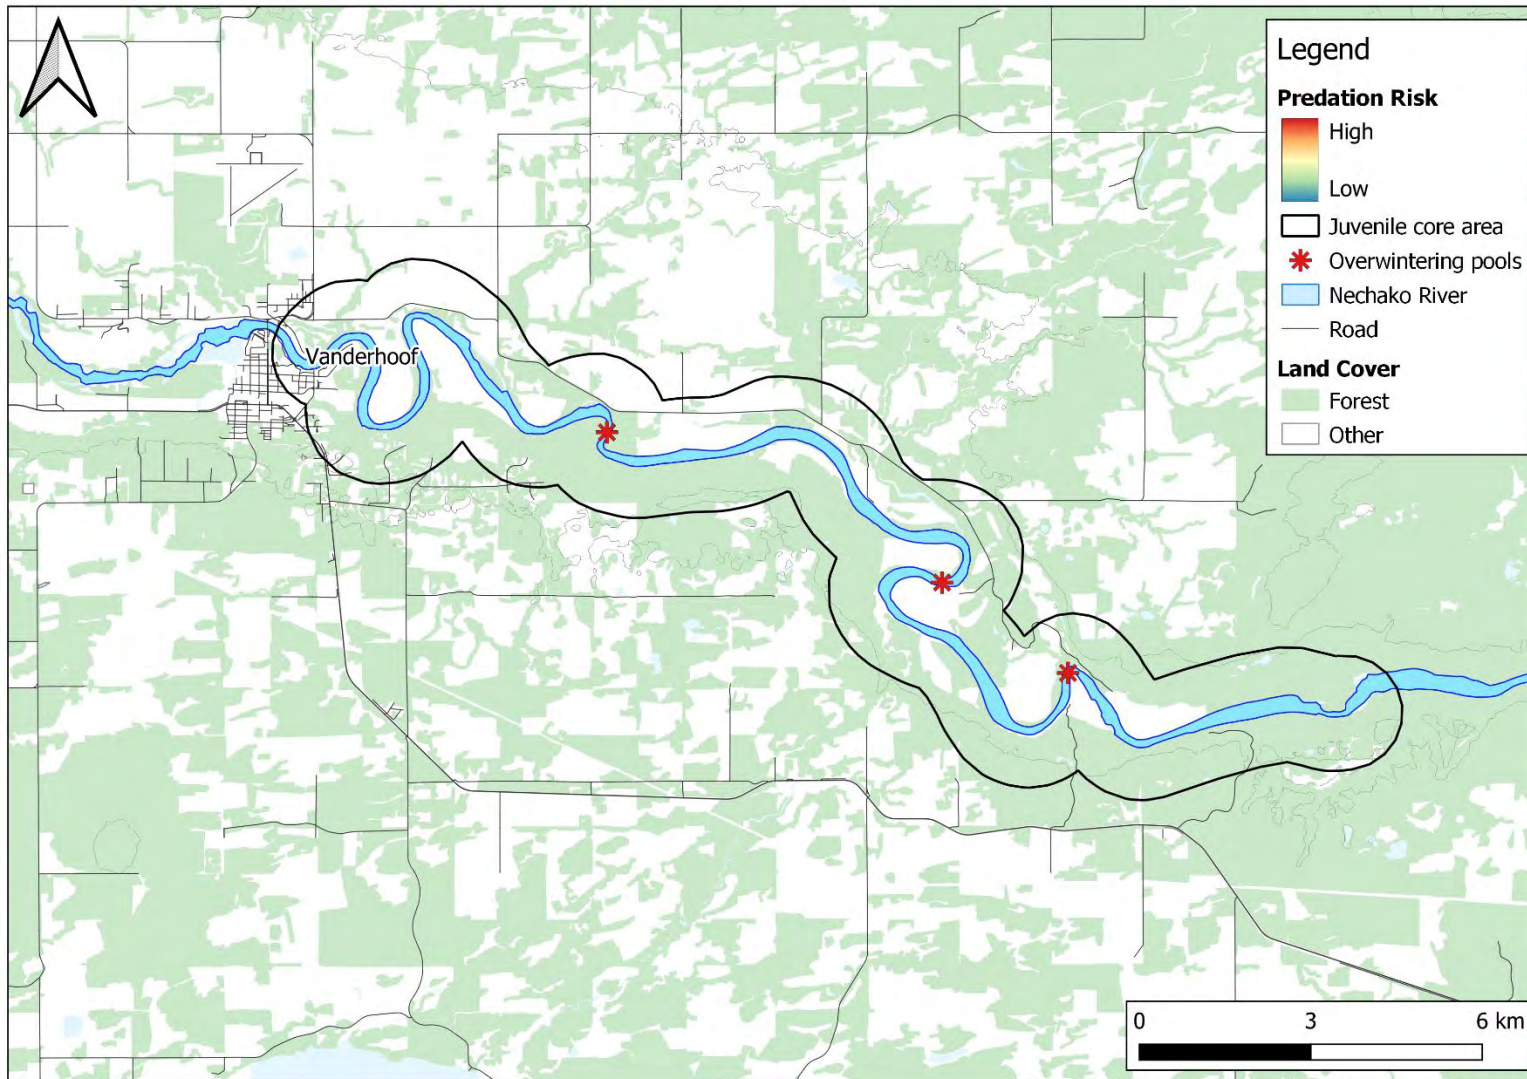 Legend
Predation Risk
High
Low
Juvenile core area
Overwintering pools
Nechako River
Road
Land Cover
Forest
Other
Vanderhoof
0 3 6 km